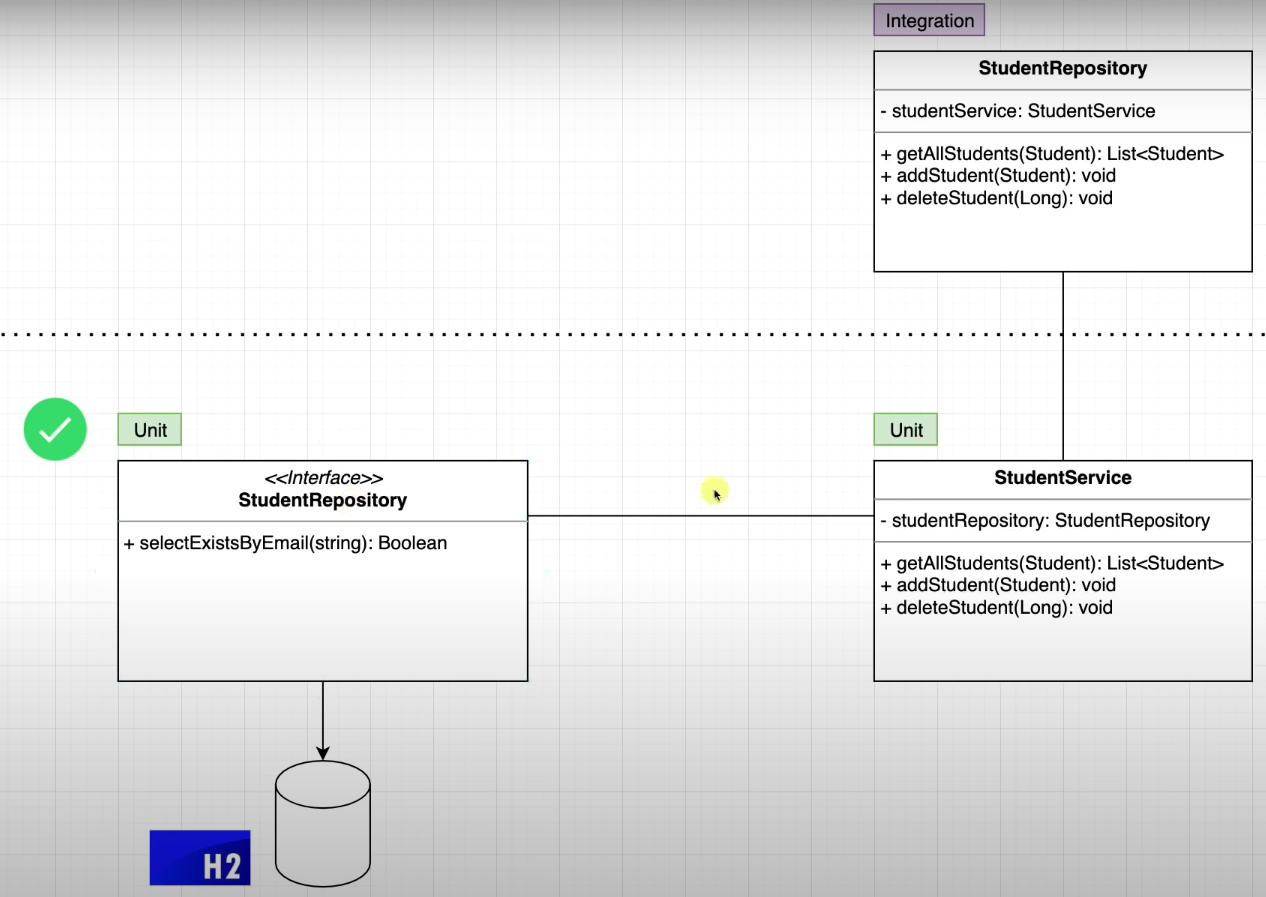 Integration
StudentRepository
- studentService: StudentService
+ getAllStudents(Student): List<Student>
+ addStudent(Student): void
+ deleteStudent(Long): void
Unit
<<Interface>>
StudentRepository
+ selectExistsByEmail(string): Boolean
Unit
StudentService
- studentRepository: StudentRepository
+ getAllStudents(Student): List<Student>
+ addStudent(Student): void
+ deleteStudent(Long): void
H2